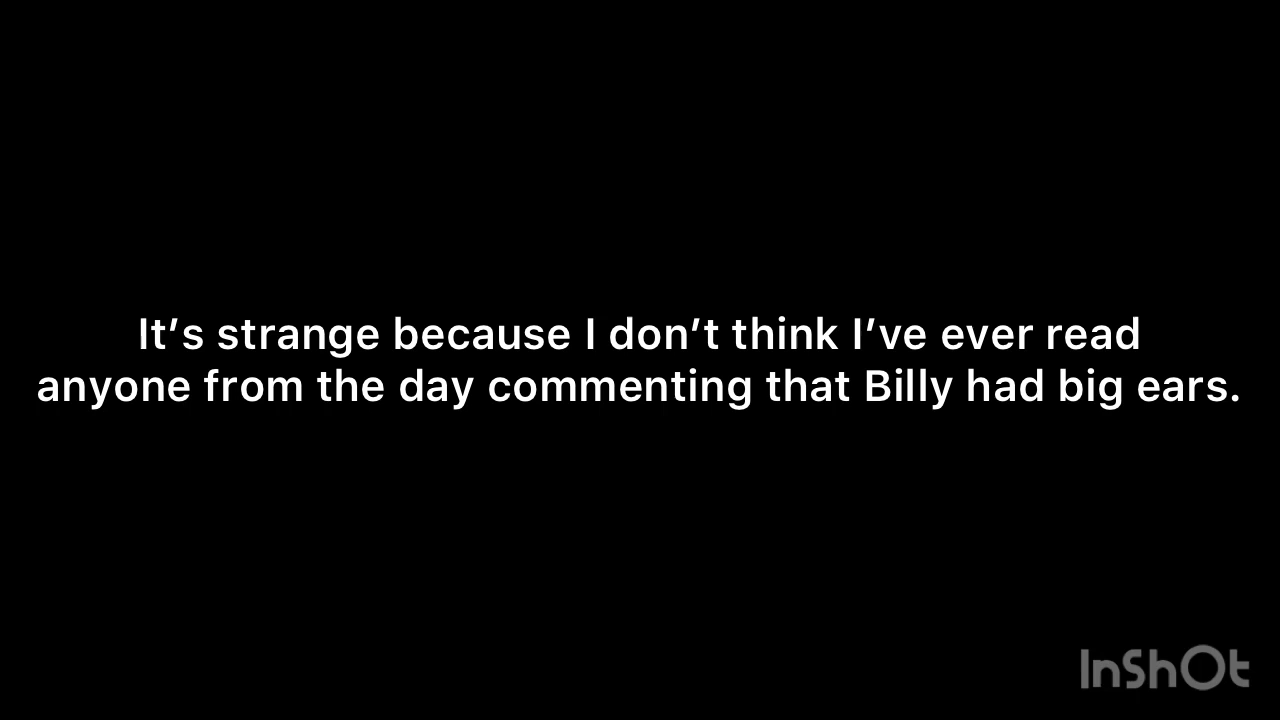 It’s strange because I don’t think I’ve ever read
anyone from the day commenting that Billy had big ears.
InShOt